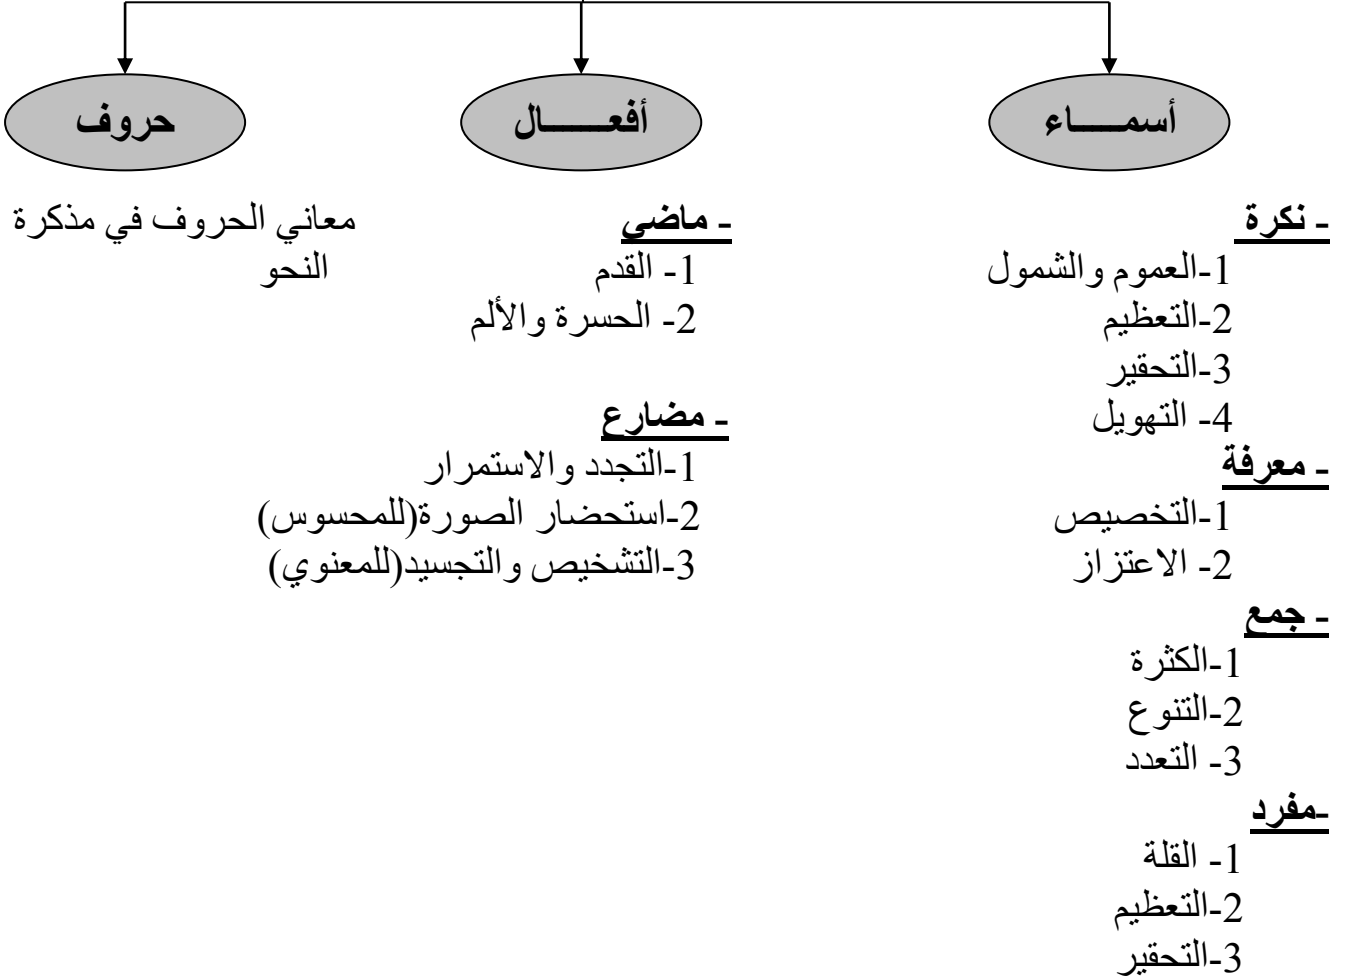 أسمـــــاء
أفعـــــــال
حروف
- نكرة
1-العموم والشمول
2-التعظيم
3-التحقير
4- التهويل
- معرفة
1-التخصيص
2- الاعتزاز
- جمع
1-الكثرة
2-التنوع
3- التعدد
-مفرد
1- القلة
2-التعظيم
3-التحقير
- ماضي
1- القدم
2- الحسرة والألم
- مضارع
1-التجدد والاستمرار
2-استحضار الصورة(للمحسوس)
3-التشخيص والتجسيد(للمعنوي)
معاني الحروف في مذكرة
النحو